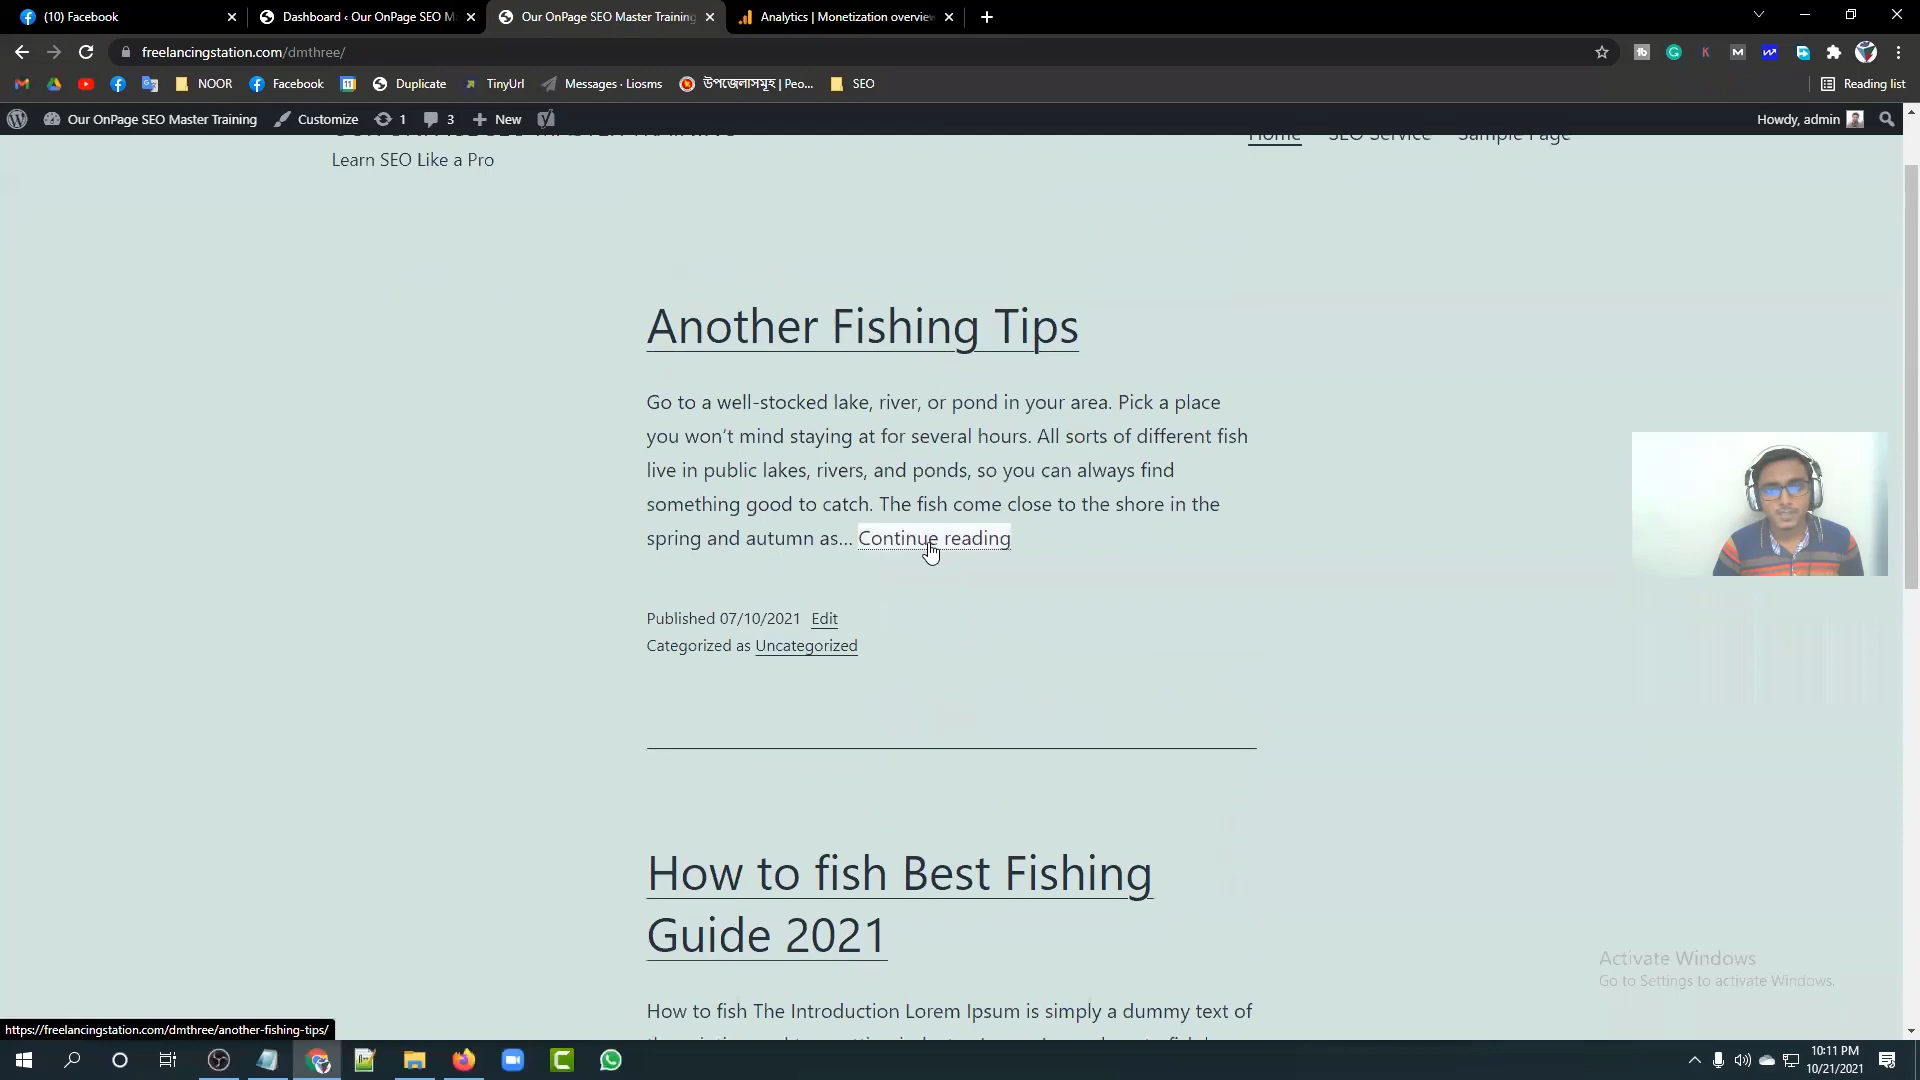 (10) Facebook
Dashboard ‹ Our OnPage SEO M
Our OnPage SEO Master Training
Analytics | Monetization overview
freelancingstation.com/dmthree/
NOOR
Facebook
Duplicate
TinyUrl
Messages · Liosms
উপজেলাসমূহ | Peo...
SEO
Reading list
Our OnPage SEO Master Training
Customize
1
3
New
Howdy, admin
Learn SEO Like a Pro
Home
SEO Service
Sample Page
Another Fishing Tips
Go to a well-stocked lake, river, or pond in your area. Pick a place
you won't mind staying at for several hours. All sorts of different fish
live in public lakes, rivers, and ponds, so you can always find
something good to catch. The fish come close to the shore in the
spring and autumn as… Continue reading
Published 07/10/2021 Edit
Categorized as Uncategorized
How to fish Best Fishing
Guide 2021
How to fish The Introduction Lorem Ipsum is simply a dummy text of
Activate Windows
Go to Settings to activate Windows.
https://freelancingstation.com/dmthree/another-fishing-tips/
10:11 PM
10/21/2021